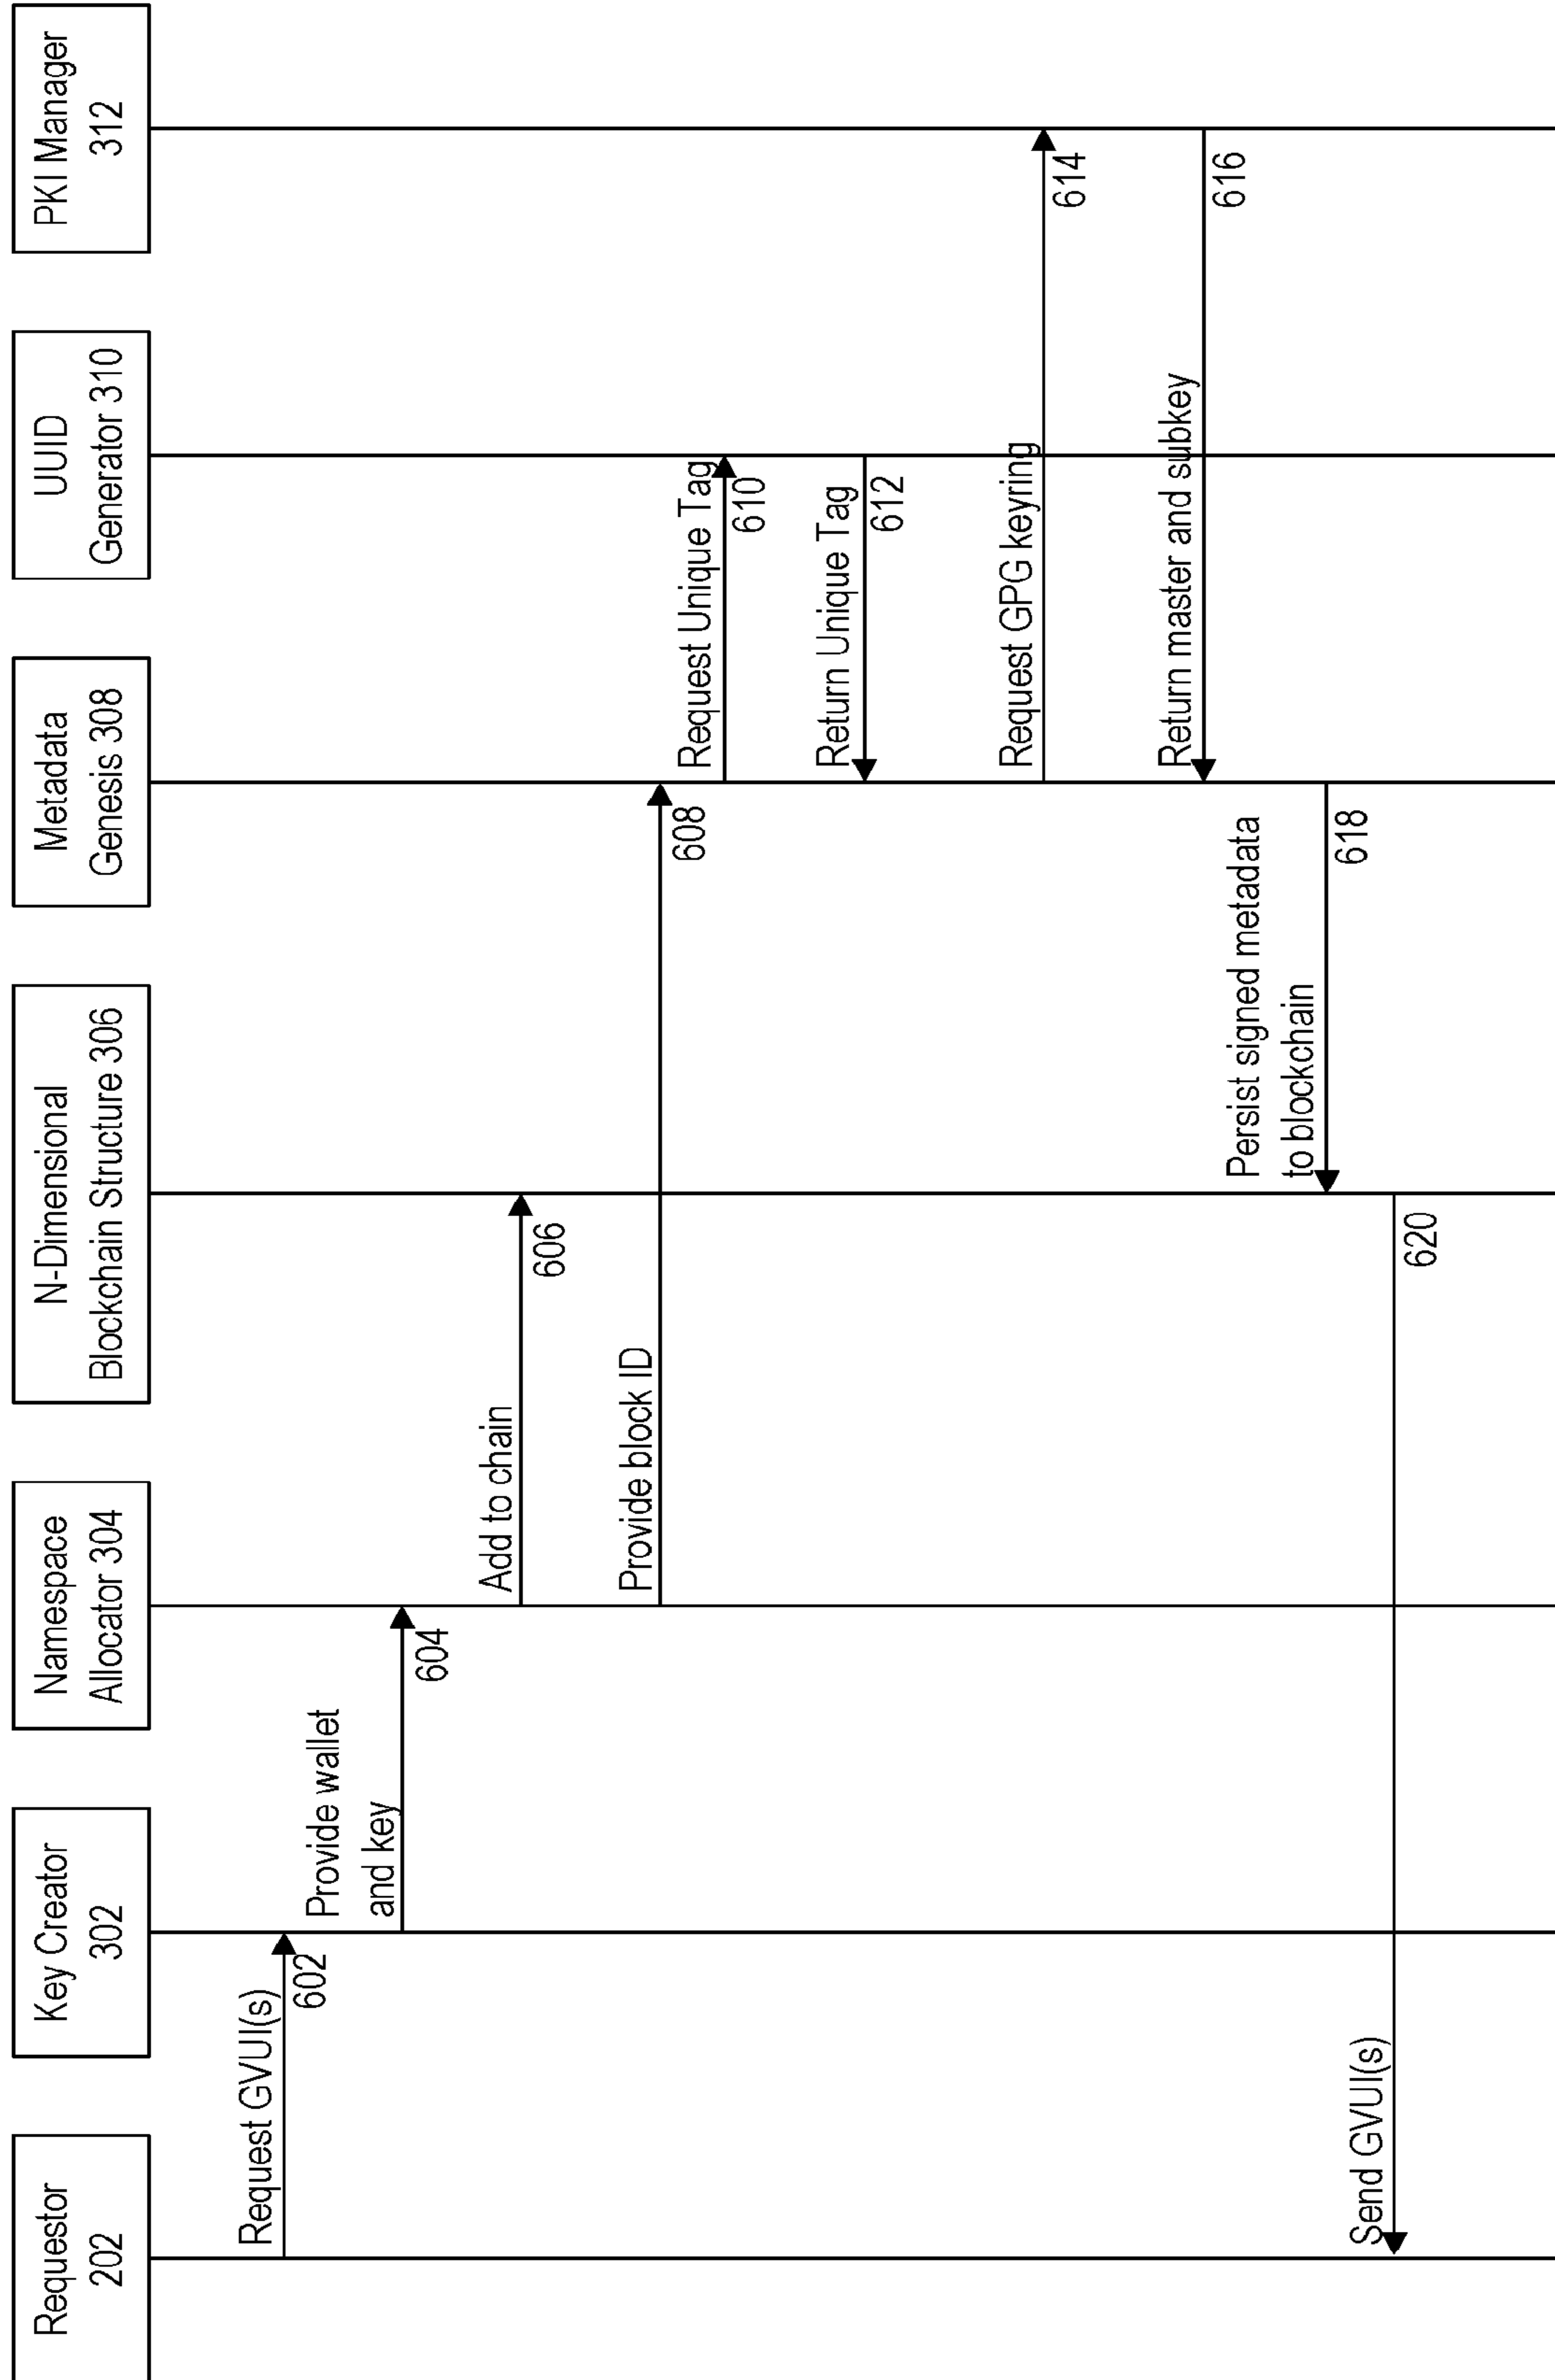 Requestor
202
Key Creator
302
Namespace
Allocator 304
N-Dimensional
Blockchain Structure 306
Metadata
Genesis 308
UUID
Generator 310
PKI Manager
312
Request GVUI(s)
602
Provide wallet
and key
604
Add to chain
606
Provide block ID
608
Request Unique Tag
610
Return Unique Tag
612
Request GPG keyring
614
Return master and subkey
616
Persist signed metadata
to blockchain
618
Send GVUI(s)
620